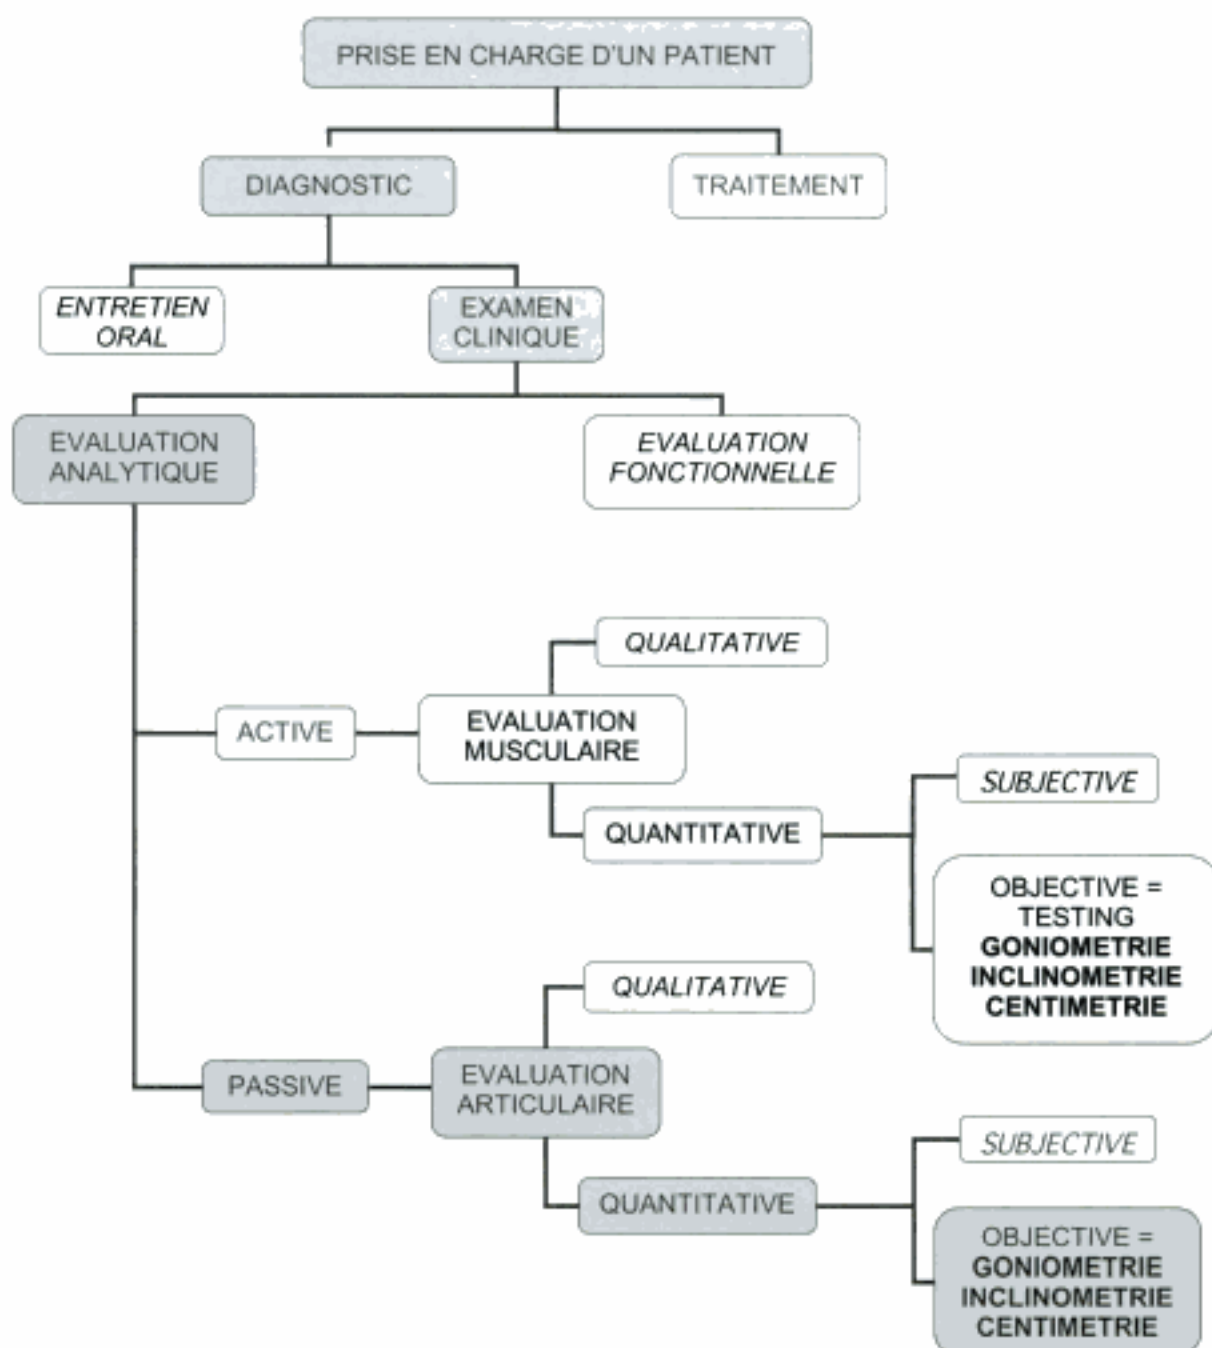 PRISE EN CHARGE D'UN PATIENT
DIAGNOSTIC
TRAITEMENT
ENTRETIEN
ORAL
EXAMEN
CLINIQUE
EVALUATION
ANALYTIQUE
EVALUATION
FONCTIONNELLE
QUALITATIVE
ACTIVE
EVALUATION
MUSCULAIRE
SUBJECTIVE
QUANTITATIVE
OBJECTIVE =
TESTING
GONIOMETRIE
INCLINOMETRIE
CENTIMETRIE
QUALITATIVE
PASSIVE
EVALUATION
ARTICULAIRE
SUBJECTIVE
QUANTITATIVE
OBJECTIVE =
GONIOMETRIE
INCLINOMETRIE
CENTIMETRIE